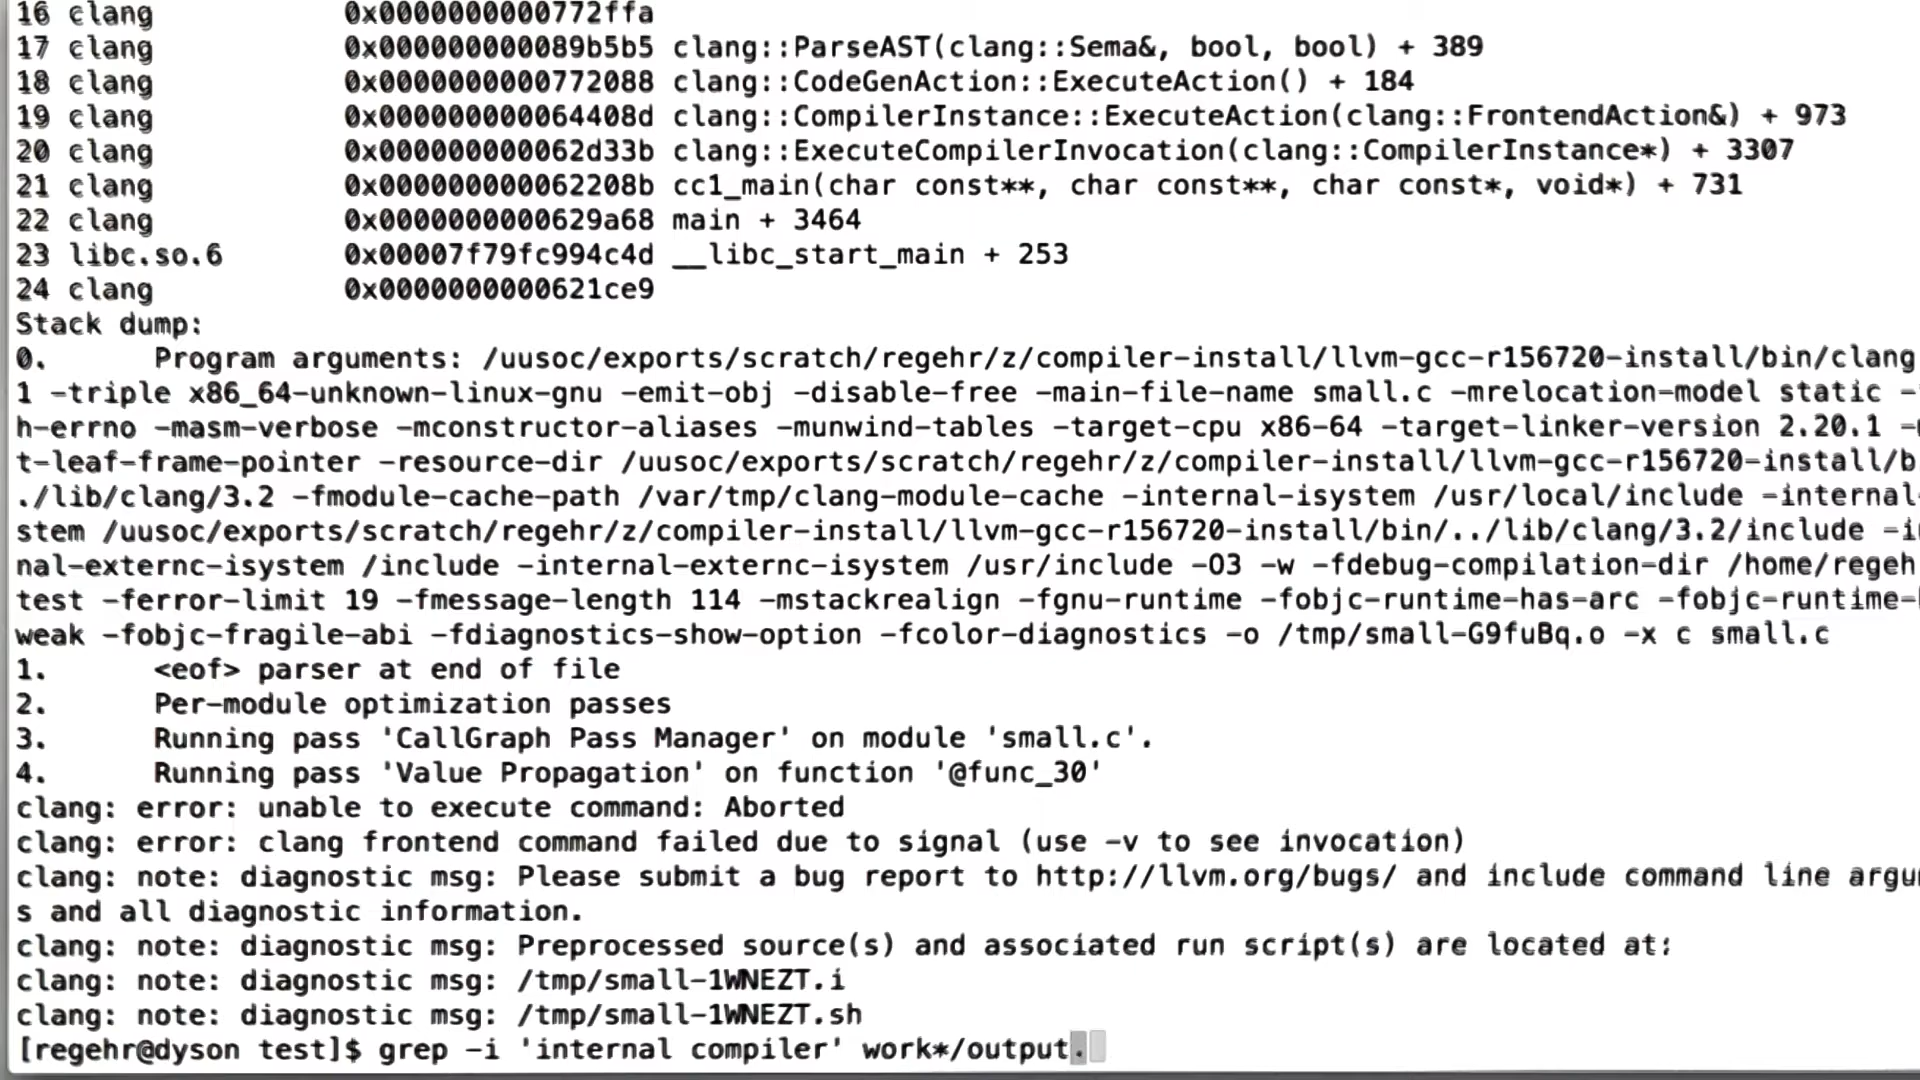 16 clang 0x0000000000772ffa
17 clang 0x000000000089b5b5 clang::ParseAST(clang::Sema&, bool, bool) + 389
18 clang 0x0000000000772088 clang::CodeGenAction::ExecuteAction() + 184
19 clang 0x000000000064408d clang::CompilerInstance::ExecuteAction(clang::FrontendAction&) + 973
20 clang 0x000000000062d33b clang::ExecuteCompilerInvocation(clang::CompilerInstance*) + 3307
21 clang 0x000000000062208b cc1_main(char const**, char const**, char const*, void*) + 731
22 clang 0x0000000000629a68 main + 3464
23 libc.so.6 0x00007f79fc994c4d __libc_start_main + 253
24 clang 0x0000000000621ce9
Stack dump:
0. Program arguments: /uusoc/exports/scratch/regehr/z/compiler-install/llvm-gcc-r156720-install/bin/clang
1 -triple x86_64-unknown-linux-gnu -emit-obj -disable-free -main-file-name small.c -mrelocation-model static -
h-errno -masm-verbose -mconstructor-aliases -munwind-tables -target-cpu x86-64 -target-linker-version 2.20.1 -
t-leaf-frame-pointer -resource-dir /uusoc/exports/scratch/regehr/z/compiler-install/llvm-gcc-r156720-install/b
./lib/clang/3.2 -fmodule-cache-path /var/tmp/clang-module-cache -internal-isystem /usr/local/include -internal-
stem /uusoc/exports/scratch/regehr/z/compiler-install/llvm-gcc-r156720-install/bin/../lib/clang/3.2/include -i
nal-externc-isystem /include -internal-externc-isystem /usr/include -O3 -w -fdebug-compilation-dir /home/regeh
test -ferror-limit 19 -fmessage-length 114 -mstackrealign -fgnu-runtime -fobjc-runtime-has-arc -fobjc-runtime-
weak -fobjc-fragile-abi -fdiagnostics-show-option -fcolor-diagnostics -o /tmp/small-G9fuBq.o -x c small.c
1. <eof> parser at end of file
2. Per-module optimization passes
3. Running pass 'CallGraph Pass Manager' on module 'small.c'.
4. Running pass 'Value Propagation' on function '@func_30'
clang: error: unable to execute command: Aborted
clang: error: clang frontend command failed due to signal (use -v to see invocation)
clang: note: diagnostic msg: Please submit a bug report to http://llvm.org/bugs/ and include command line argu
s and all diagnostic information.
clang: note: diagnostic msg: Preprocessed source(s) and associated run script(s) are located at:
clang: note: diagnostic msg: /tmp/small-1WNEZT.i
clang: note: diagnostic msg: /tmp/small-1WNEZT.sh
[regehr@dyson test]$ grep -i 'internal compiler' work*/output.